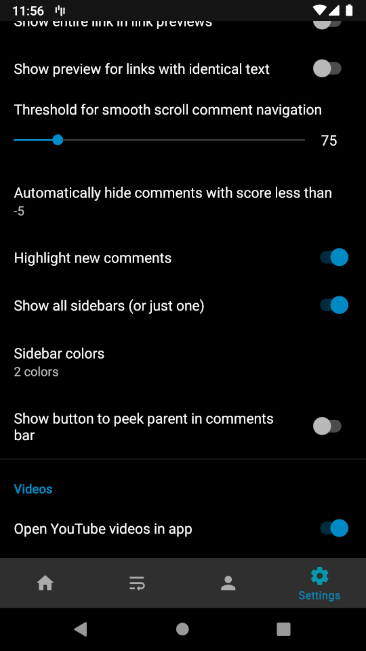 11:56
Show entire link in link previews
Show preview for links with identical text
Threshold for smooth scroll comment navigation
75
Automatically hide comments with score less than
-5
Highlight new comments
Show all sidebars (or just one)
Sidebar colors
2 colors
Show button to peek parent in comments
bar
Videos
Open YouTube videos in app
Settings